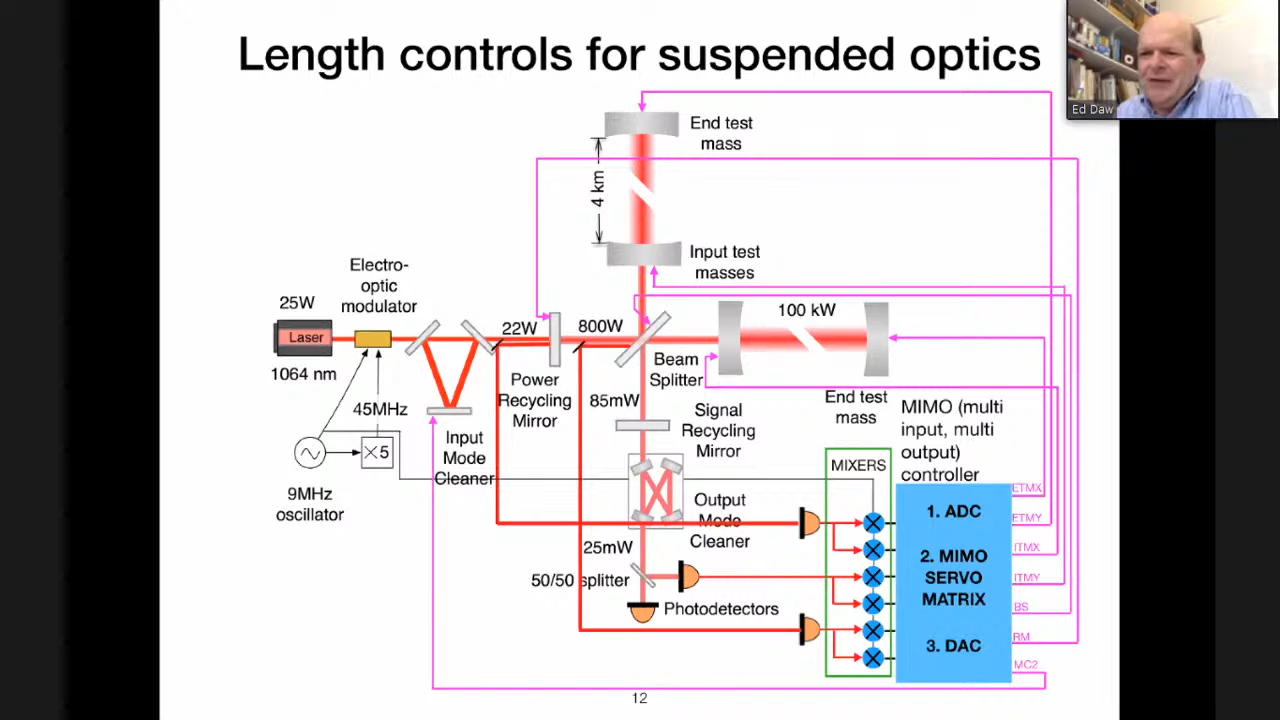 Length controls for suspended optics
Ed Daw
End test
mass
4 km
Input test
masses
Electro-
optic
modulator
25W
Laser
1064 nm
22W
800W
100 kW
Beam
Splitter
Power
Recycling
Mirror
End test
mass
45MHz
×5
9MHz
oscillator
Input
Mode
Cleaner
85mW
Signal
Recycling
Mirror
Output
Mode
Cleaner
25mW
50/50 splitter
Photodetectors
MIXERS
MIMO (multi
input, multi
output)
controller
1. ADC
2. MIMO
SERVO
MATRIX
3. DAC
ETMX
ETMY
ITMX
ITMY
BS
RM
MC2
12